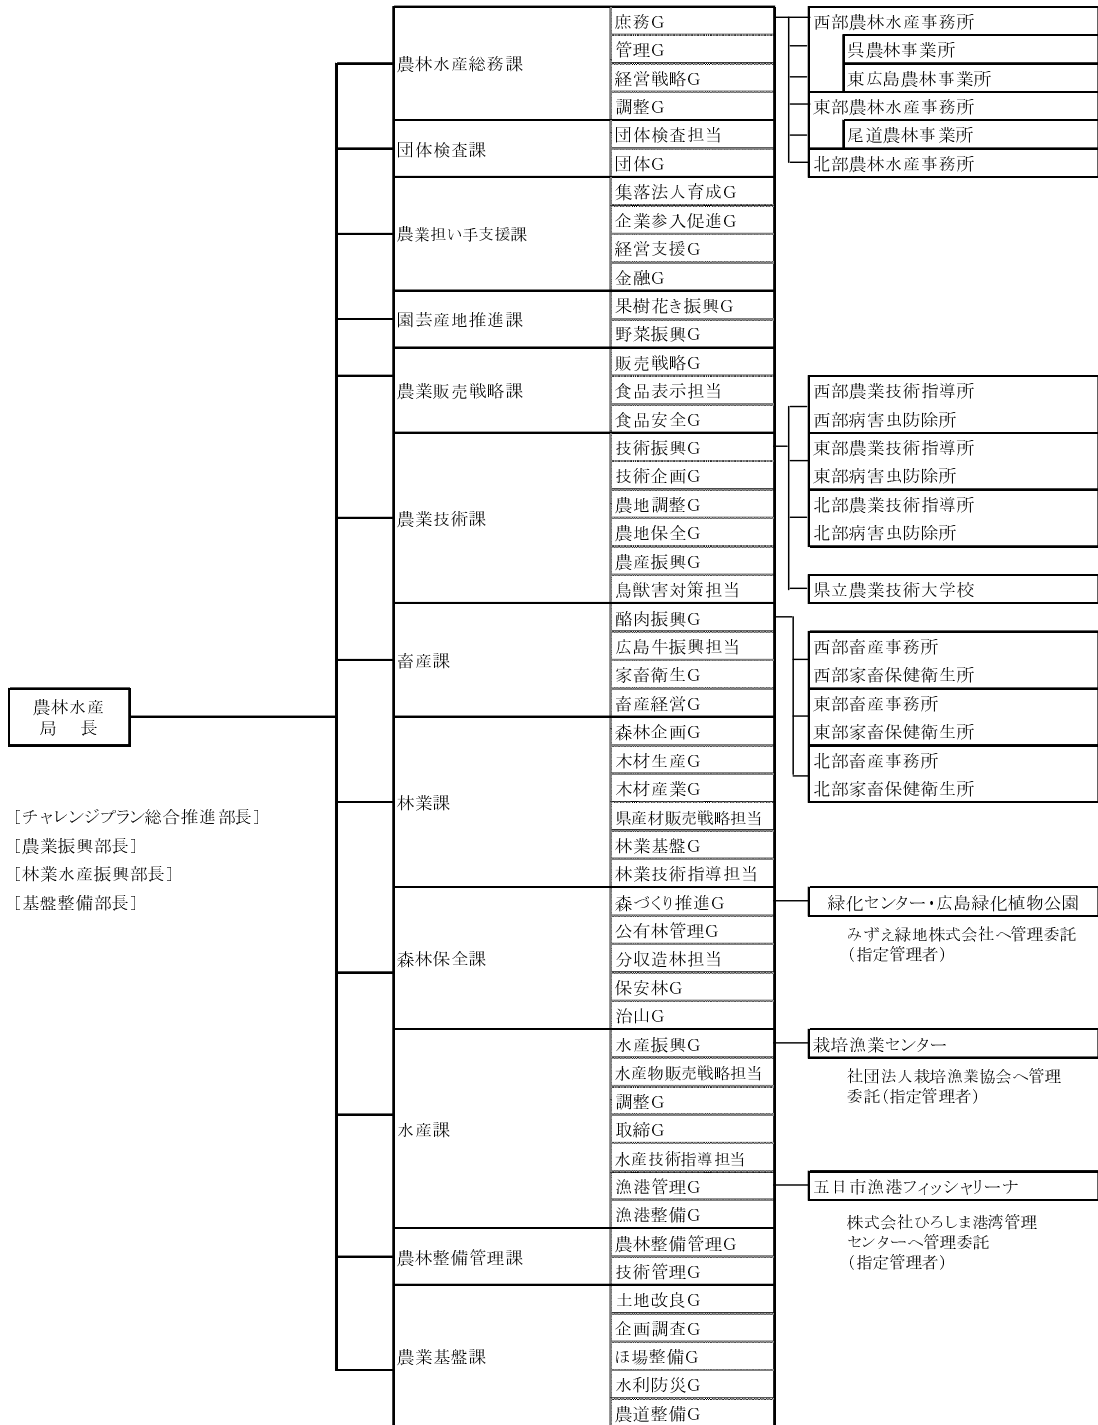 農林水産
局　長
[チャレンジプラン総合推進部長]
[農業振興部長]
[林業水産振興部長]
[基盤整備部長]
農林水産総務課
庶務G
管理G
経営戦略G
調整G
団体検査課
団体検査担当
団体G
農業担い手支援課
集落法人育成G
企業参入促進G
経営支援G
金融G
園芸産地推進課
果樹花き振興G
野菜振興G
農業販売戦略課
販売戦略G
食品表示担当
食品安全G
農業技術課
技術振興G
技術企画G
農地調整G
農地保全G
農産振興G
鳥獣害対策担当
畜産課
酪肉振興G
広島牛振興担当
家畜衛生G
畜産経営G
林業課
森林企画G
木材生産G
木材産業G
県産材販売戦略担当
林業基盤G
林業技術指導担当
森林保全課
森づくり推進G
公有林管理G
分収造林担当
保安林G
治山G
水産課
水産振興G
水産物販売戦略担当
調整G
取締G
水産技術指導担当
漁港管理G
漁港整備G
農林整備管理課
農林整備管理G
技術管理G
農業基盤課
土地改良G
企画調査G
ほ場整備G
水利防災G
農道整備G
西部農林水産事務所
呉農林事業所
東広島農林事業所
東部農林水産事務所
尾道農林事業所
北部農林水産事務所
西部農業技術指導所
西部病害虫防除所
東部農業技術指導所
東部病害虫防除所
北部農業技術指導所
北部病害虫防除所
県立農業技術大学校
西部畜産事務所
西部家畜保健衛生所
東部畜産事務所
東部家畜保健衛生所
北部畜産事務所
北部家畜保健衛生所
緑化センター・広島緑化植物公園
みずえ緑地株式会社へ管理委託
（指定管理者）
栽培漁業センター
社団法人栽培漁業協会へ管理
委託（指定管理者）
五日市漁港フィッシャリーナ
株式会社ひろしま港湾管理
センターへ管理委託
（指定管理者）